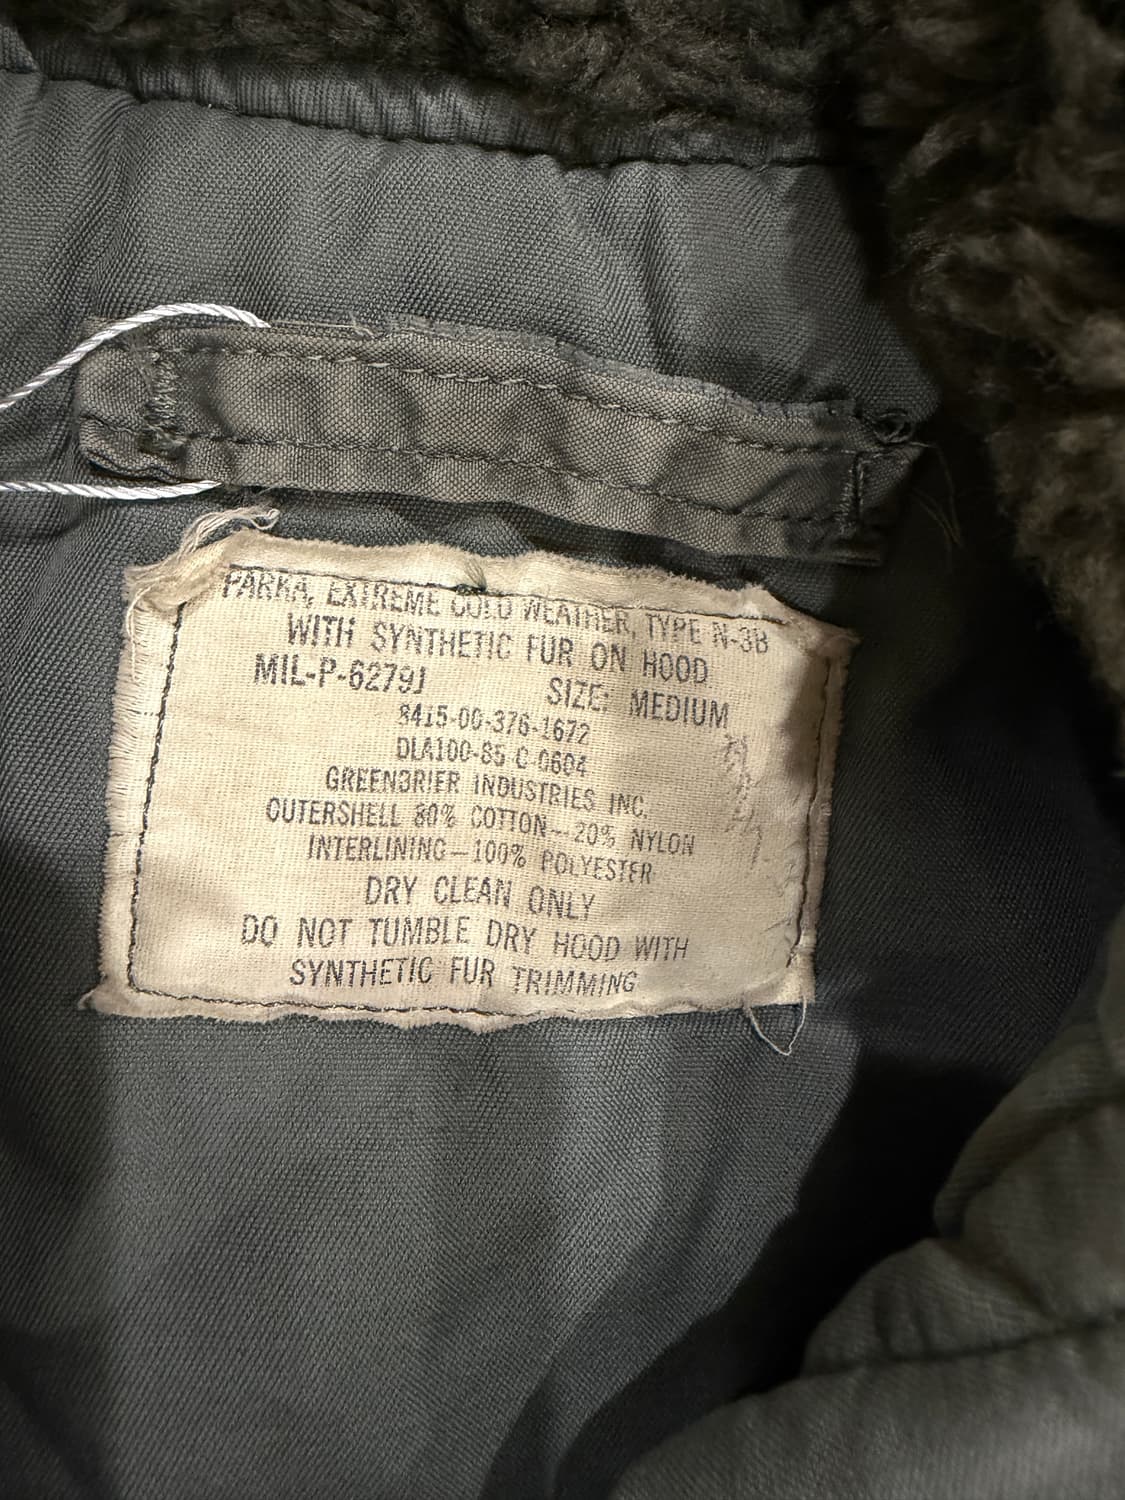 PARKA, EXTREME COLD WEATHER, TYPE N-3B
WITH SYNTHETIC FUR ON HOOD
MIL-P-6279J
SIZE: MEDIUM
8415-00-376-1672
DLA100-85 C 0604
GREENBRIER INDUSTRIES INC.
OUTERSHELL 80% COTTON—20% NYLON
INTERLINING—100% POLYESTER
DRY CLEAN ONLY
DO NOT TUMBLE DRY HOOD WITH
SYNTHETIC FUR TRIMMING